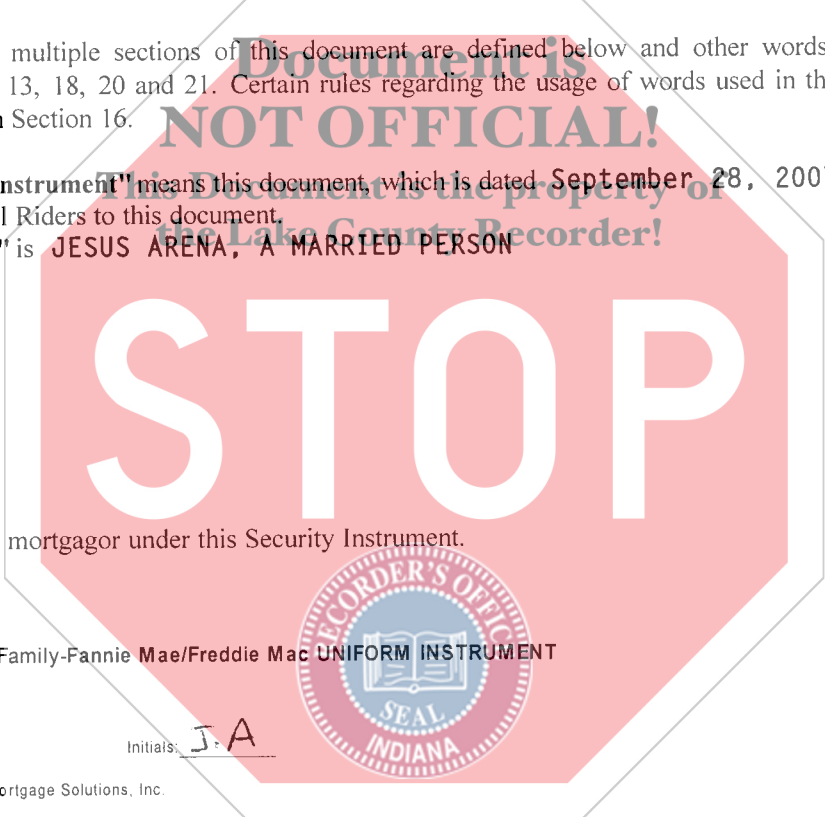 multiple sections of this document are defined below and other words
13, 18, 20 and 21. Certain rules regarding the usage of words used in th
n Section 16.
nstrument" means this document, which is dated September 28, 200
l Riders to this document.
" is JESUS ARENA, A MARRIED PERSON
Document is
NOT OFFICIAL!
This Document is the property of
the Lake County Recorder!
STOP
mortgagor under this Security Instrument.
RECORDER'S OFFIC
SEAL
INDIANA
Family-Fannie Mae/Freddie Mac UNIFORM INSTRUMENT
Initials: J.A
ortgage Solutions, Inc.